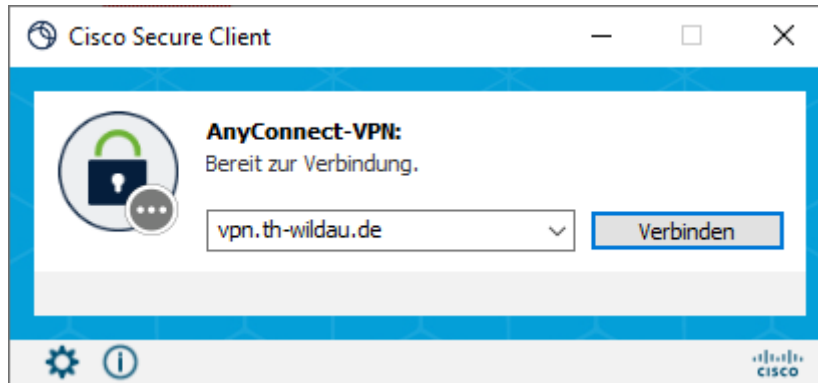 Cisco Secure Client
AnyConnect-VPN:
Bereit zur Verbindung.
vpn.th-wildau.de
Verbinden
CISCO